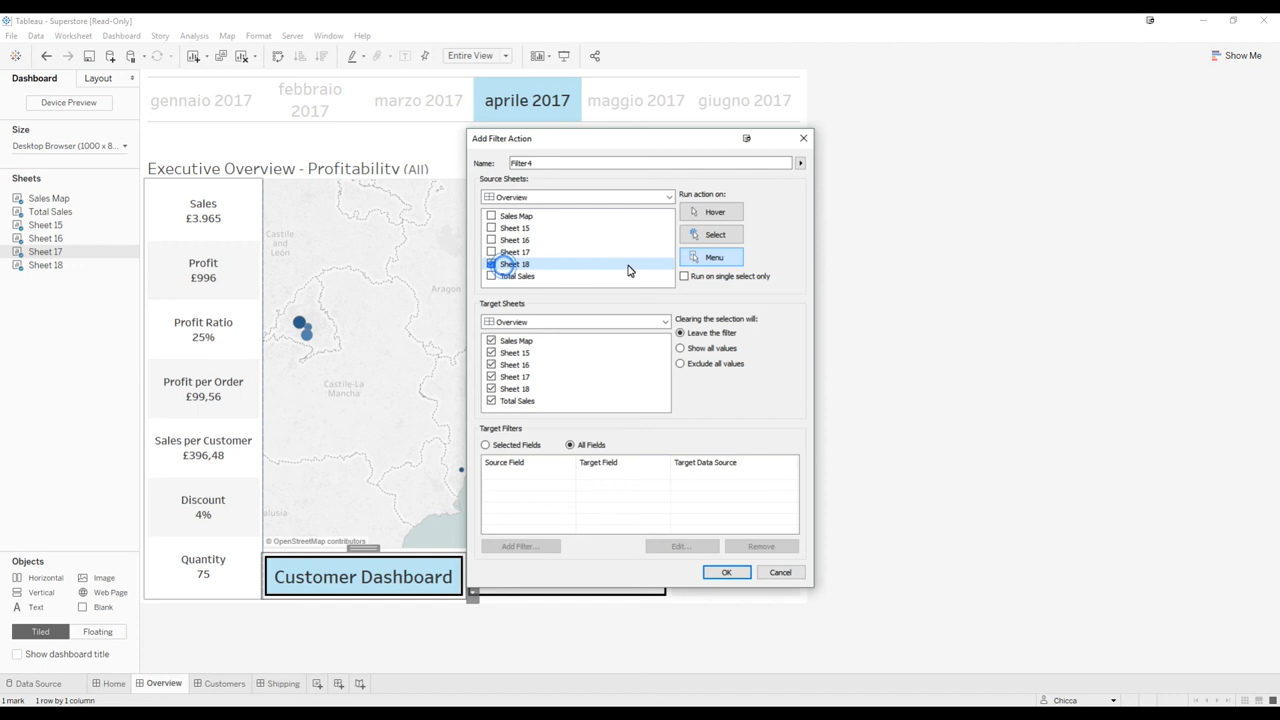 Tableau - Superstore [Read-Only]
File Data Worksheet Dashboard Story Analysis Map Format Server Window Help
Entire View
Show Me
Dashboard Layout
Device Preview
Size
Desktop Browser (1000 x 8...
Sheets
Sales Map
Total Sales
Sheet 15
Sheet 16
Sheet 17
Sheet 18
Objects
Horizontal Image
Vertical Web Page
Text Blank
Tiled Floating
Show dashboard title
gennaio 2017
febbraio
2017
marzo 2017
aprile 2017
maggio 2017
giugno 2017
Executive Overview - Profitability (All)
Sales
£3.965
Profit
£996
Profit Ratio
25%
Profit per Order
£99,56
Sales per Customer
£396,48
Discount
4%
Quantity
75
Castile
and
León
Aragon
Castile-La
Mancha
alusia
© OpenStreetMap contributors
Customer Dashboard
Add Filter Action
Name: Filter4
Source Sheets:
Overview
Sales Map
Sheet 15
Sheet 16
Sheet 17
Sheet 18
Total Sales
Run action on:
Hover
Select
Menu
Run on single select only
Target Sheets
Overview
Sales Map
Sheet 15
Sheet 16
Sheet 17
Sheet 18
Total Sales
Clearing the selection will:
Leave the filter
Show all values
Exclude all values
Target Filters
Selected Fields All Fields
Source Field Target Field Target Data Source
Add Filter... Edit... Remove
OK Cancel
Data Source Home Overview Customers Shipping
1 mark 1 row by 1 column
Chicca